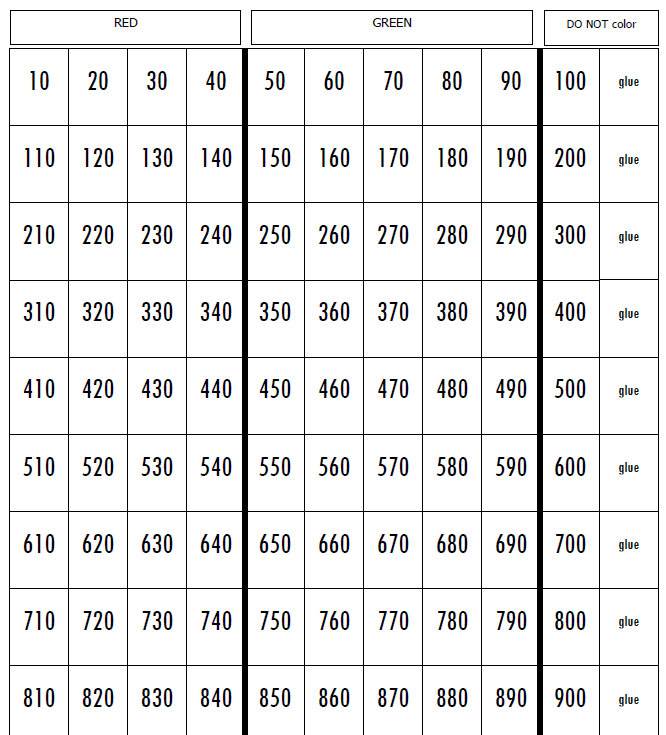 RED GREEN DO NOT color
10 20 30 40 50 60 70 80 90 100 glue
110 120 130 140 150 160 170 180 190 200 glue
210 220 230 240 250 260 270 280 290 300 glue
310 320 330 340 350 360 370 380 390 400 glue
410 420 430 440 450 460 470 480 490 500 glue
510 520 530 540 550 560 570 580 590 600 glue
610 620 630 640 650 660 670 680 690 700 glue
710 720 730 740 750 760 770 780 790 800 glue
810 820 830 840 850 860 870 880 890 900 glue